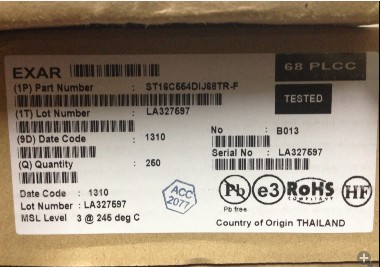 EXAR
68 PLCC
(1P) Part Number : ST16C554DIJ68TR-F
TESTED
(1T) Lot Number : LA327597
(9D) Date Code : 1310
No : B013
Serial No : LA327597
(Q) Quantity : 250
Date Code : 1310
Lot Number : LA327597
MSL Level 3 @ 245 deg C
ACC
2077
Pb
Pb free
e3
RoHS
COMPLIANT
HF
Country of Origin THAILAND